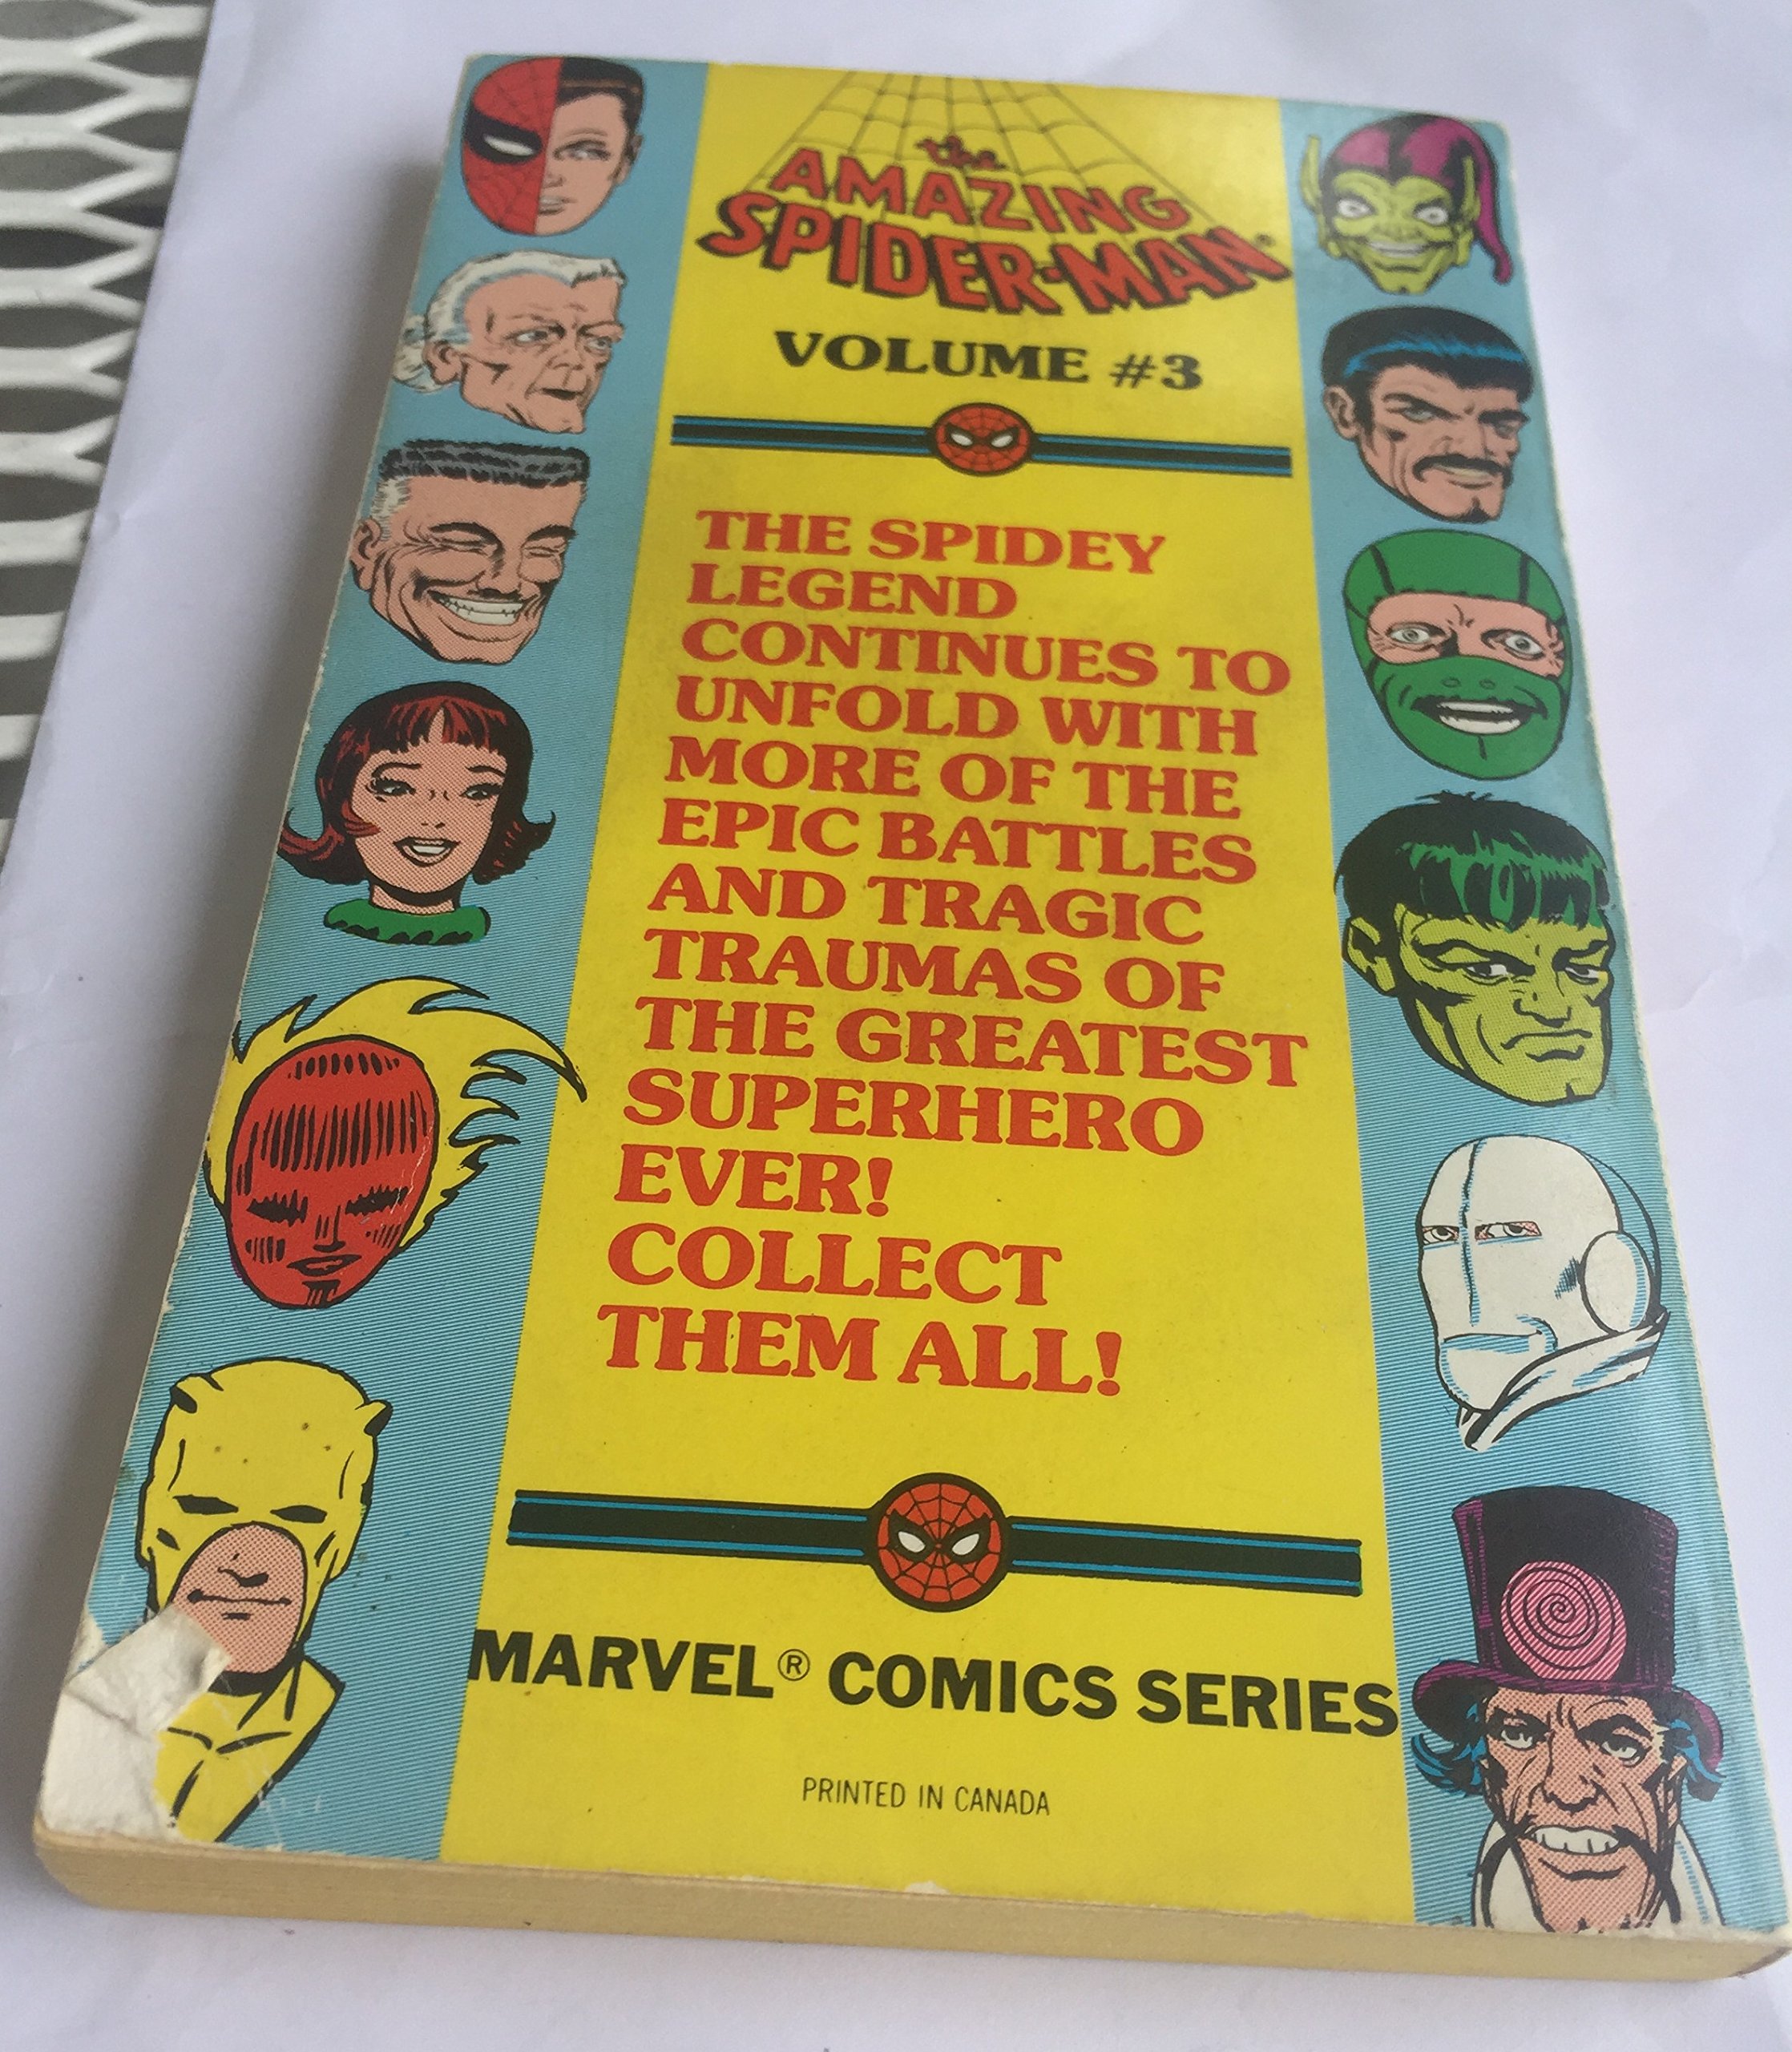 the
AMAZING
SPIDER-MAN®
VOLUME #3
THE SPIDEY
LEGEND
CONTINUES TO
UNFOLD WITH
MORE OF THE
EPIC BATTLES
AND TRAGIC
TRAUMAS OF
THE GREATEST
SUPERHERO
EVER!
COLLECT
THEM ALL!
MARVEL® COMICS SERIES
PRINTED IN CANADA